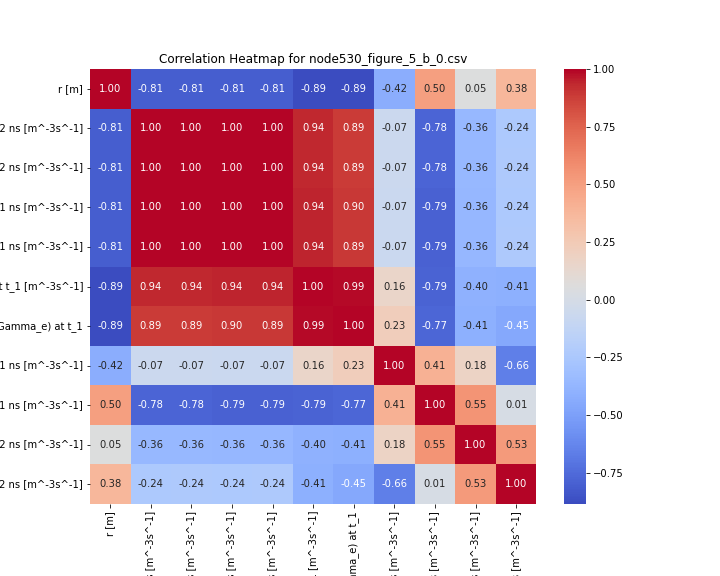 Correlation Heatmap for node530_figure_5_b_0.csv
r [m] 1.00 -0.81 -0.81 -0.81 -0.81 -0.89 -0.89 -0.42 0.50 0.05 0.38
2 ns [m^-3s^-1] -0.81 1.00 1.00 1.00 1.00 0.94 0.89 -0.07 -0.78 -0.36 -0.24
2 ns [m^-3s^-1] -0.81 1.00 1.00 1.00 1.00 0.94 0.89 -0.07 -0.78 -0.36 -0.24
1 ns [m^-3s^-1] -0.81 1.00 1.00 1.00 1.00 0.94 0.90 -0.07 -0.79 -0.36 -0.24
1 ns [m^-3s^-1] -0.81 1.00 1.00 1.00 1.00 0.94 0.89 -0.07 -0.79 -0.36 -0.24
t t_1 [m^-3s^-1] -0.89 0.94 0.94 0.94 0.94 1.00 0.99 0.16 -0.79 -0.40 -0.41
Gamma_e) at t_1 -0.89 0.89 0.89 0.90 0.89 0.99 1.00 0.23 -0.77 -0.41 -0.45
1 ns [m^-3s^-1] -0.42 -0.07 -0.07 -0.07 -0.07 0.16 0.23 1.00 0.41 0.18 -0.66
1 ns [m^-3s^-1] 0.50 -0.78 -0.78 -0.79 -0.79 -0.79 -0.77 0.41 1.00 0.55 0.01
2 ns [m^-3s^-1] 0.05 -0.36 -0.36 -0.36 -0.36 -0.40 -0.41 0.18 0.55 1.00 0.53
2 ns [m^-3s^-1] 0.38 -0.24 -0.24 -0.24 -0.24 -0.41 -0.45 -0.66 0.01 0.53 1.00
r [m]
[m^-3s^-1]
[m^-3s^-1]
[m^-3s^-1]
[m^-3s^-1]
[m^-3s^-1]
ma_e) at t_1
[m^-3s^-1]
[m^-3s^-1]
[m^-3s^-1]
[m^-3s^-1]
1.00
0.75
0.50
0.25
0.00
-0.25
-0.50
-0.75